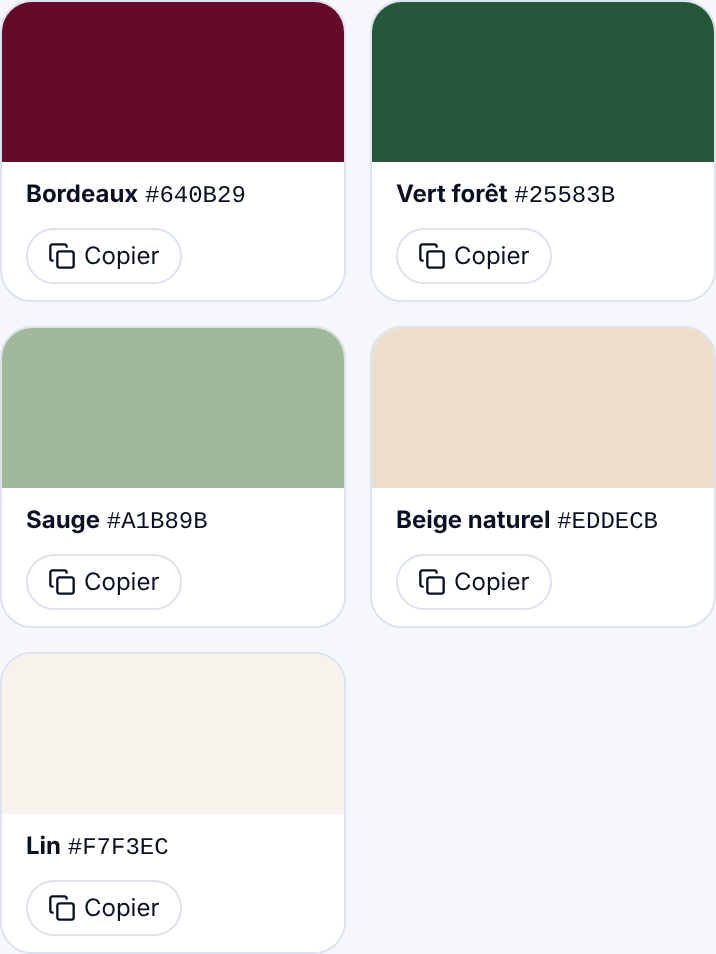 Bordeaux #640B29
Copier
Vert forêt #25583B
Copier
Sauge #A1B89B
Copier
Beige naturel #EDDECB
Copier
Lin #F7F3EC
Copier